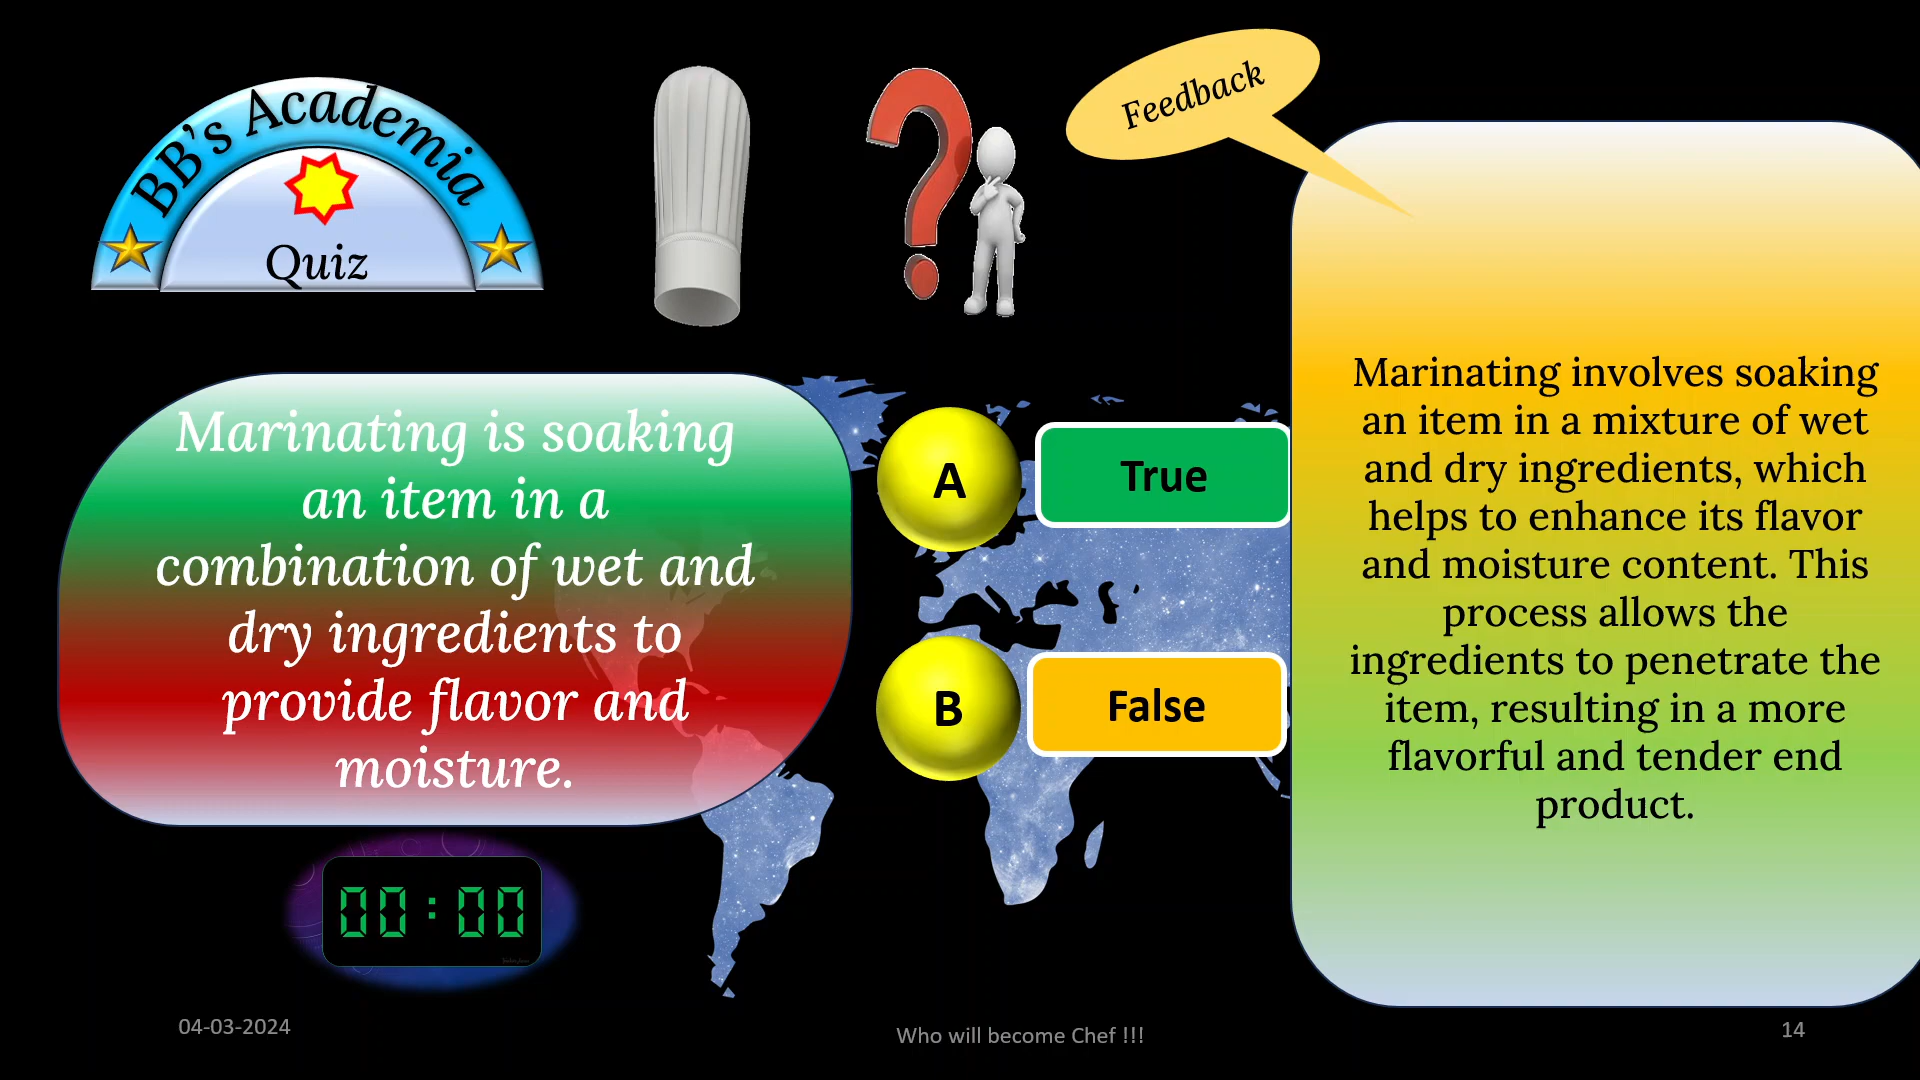 BB's Academia
Quiz
Feedback
Marinating is soaking
an item in a
combination of wet and
dry ingredients to
provide flavor and
moisture.
A
True
B
False
Marinating involves soaking
an item in a mixture of wet
and dry ingredients, which
helps to enhance its flavor
and moisture content. This
process allows the
ingredients to penetrate the
item, resulting in a more
flavorful and tender end
product.
00:00
04-03-2024
Who will become Chef !!!
14